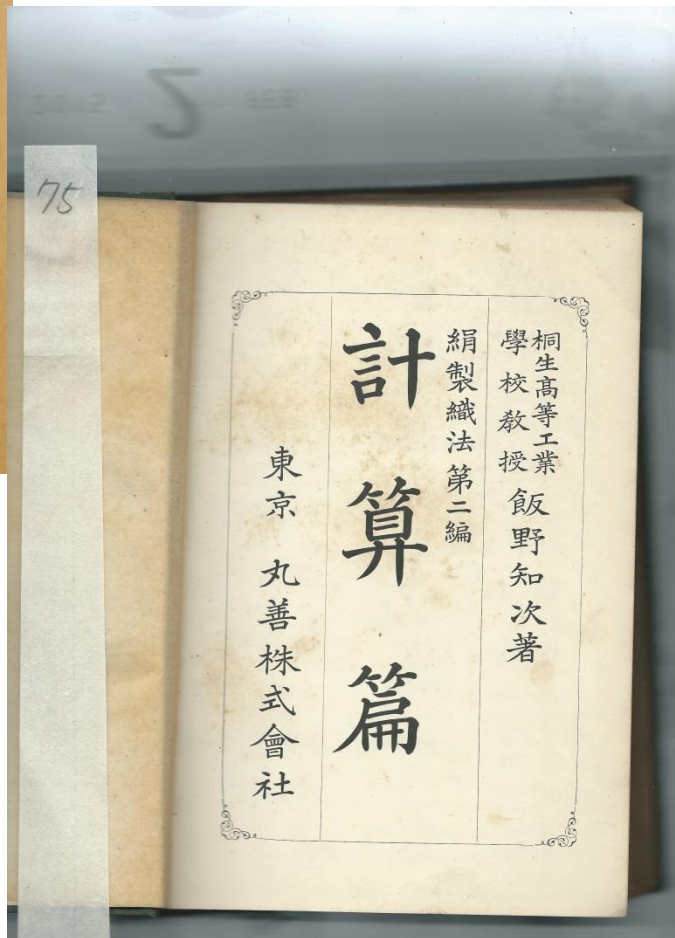 75
桐生高等工業
學校教授
飯野知次著
絹製織法第二編
計算篇
東京 丸善株式會社